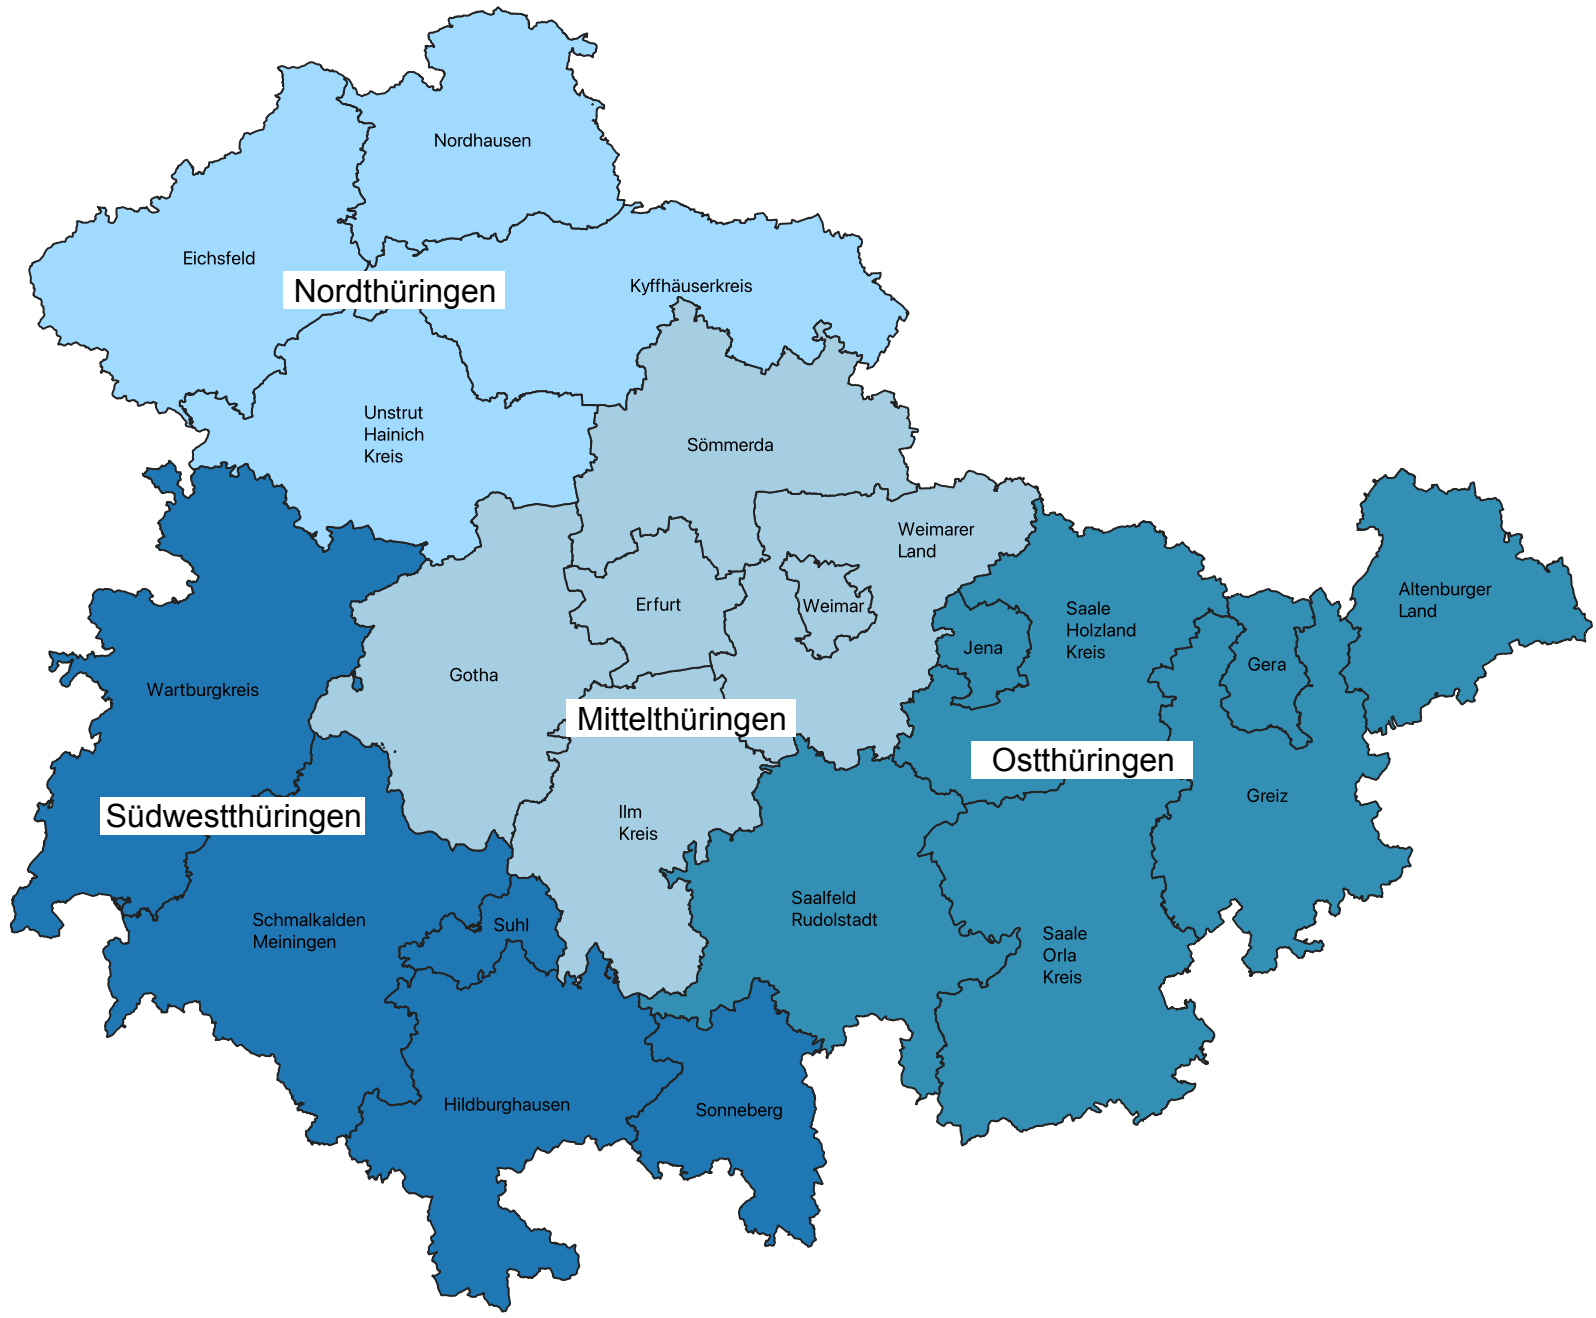 Nordhausen
Eichsfeld
Nordthüringen
Kyffhäuserkreis
Unstrut
Hainich
Kreis
Sömmerda
Weimarer
Land
Erfurt
Weimar
Saale
Holzland
Kreis
Altenburger
Land
Jena
Gera
Gotha
Wartburgkreis
Mittelthüringen
Ostthüringen
Greiz
Südwestthüringen
Ilm
Kreis
Saalfeld
Rudolstadt
Schmalkalden
Meiningen
Suhl
Saale
Orla
Kreis
Hildburghausen
Sonneberg